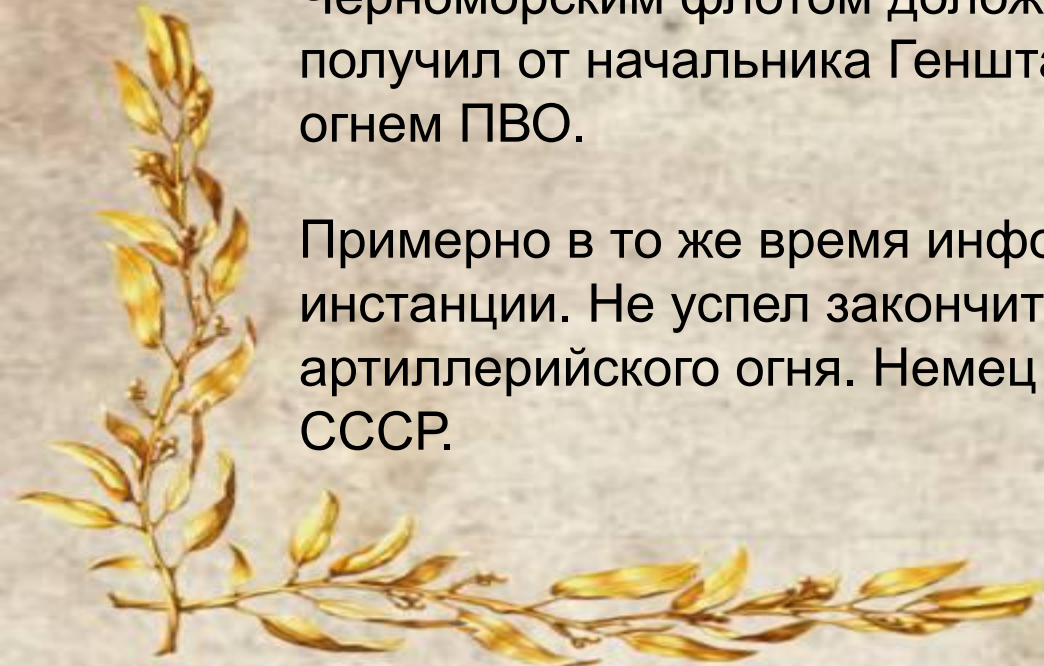 Черноморским флотом долож
получил от начальника Геншта
огнем ПВО.
Примерно в то же время инфо
инстанции. Не успел закончит
артиллерийского огня. Немец
СССР.